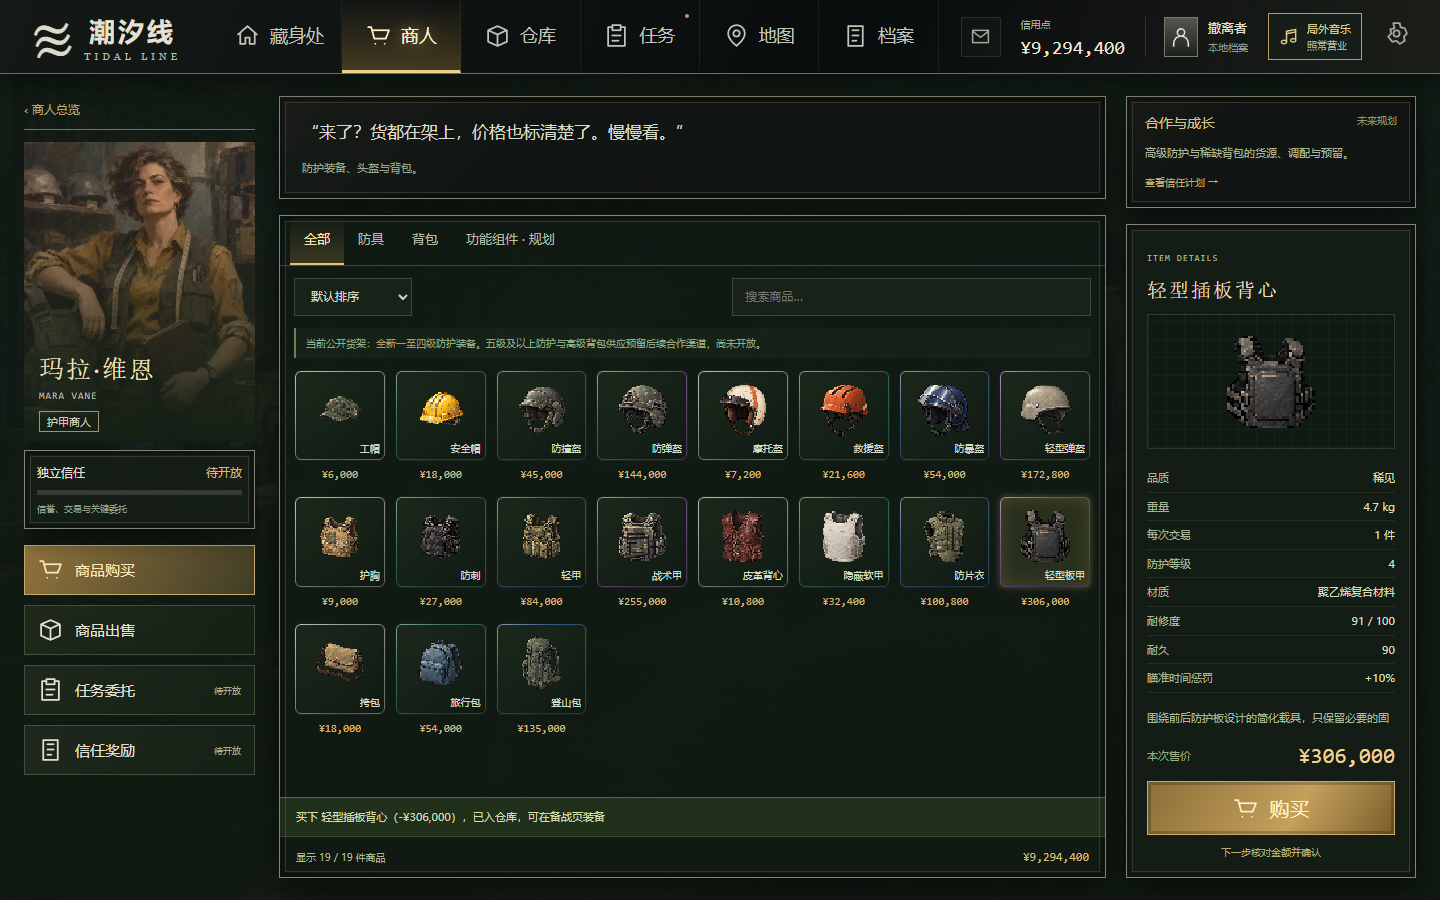 潮汐线
TIDAL LINE
藏身处
商人
仓库
任务
地图
档案
信用点
¥9,294,400
撤离者
本地档案
局外音乐
照常营业
‹ 商人总览
玛拉·维恩
MARA VANE
护甲商人
独立信任
待开放
信誉、交易与关键委托
商品购买
商品出售
任务委托
待开放
信任奖励
待开放
“来了？货都在架上，价格也标清楚了。慢慢看。”
防护装备、头盔与背包。
全部
防具
背包
功能组件 · 规划
默认排序
搜索商品...
当前公开货架：全新一至四级防护装备。五级及以上防护与高级背包供应预留后续合作渠道，尚未开放。
工帽
安全帽
防撞盔
防弹盔
摩托盔
救援盔
防暴盔
轻型弹盔
¥6,000
¥18,000
¥45,000
¥144,000
¥7,200
¥21,600
¥54,000
¥172,800
护胸
防刺
轻甲
战术甲
皮革背心
隐蔽软甲
防片衣
轻型板甲
¥9,000
¥27,000
¥84,000
¥255,000
¥10,800
¥32,400
¥100,800
¥306,000
挎包
旅行包
登山包
¥18,000
¥54,000
¥135,000
买下 轻型插板背心（-¥306,000），已入仓库，可在备战页装备
显示 19 / 19 件商品
¥9,294,400
合作与成长
未来规划
高级防护与稀缺背包的货源、调配与预留。
查看信任计划 →
ITEM DETAILS
轻型插板背心
品质
稀见
重量
4.7 kg
每次交易
1 件
防护等级
4
材质
聚乙烯复合材料
耐修度
91 / 100
耐久
90
瞄准时间惩罚
+10%
围绕前后防护板设计的简化载具，只保留必要的固
本次售价
¥306,000
购买
下一步核对金额并确认